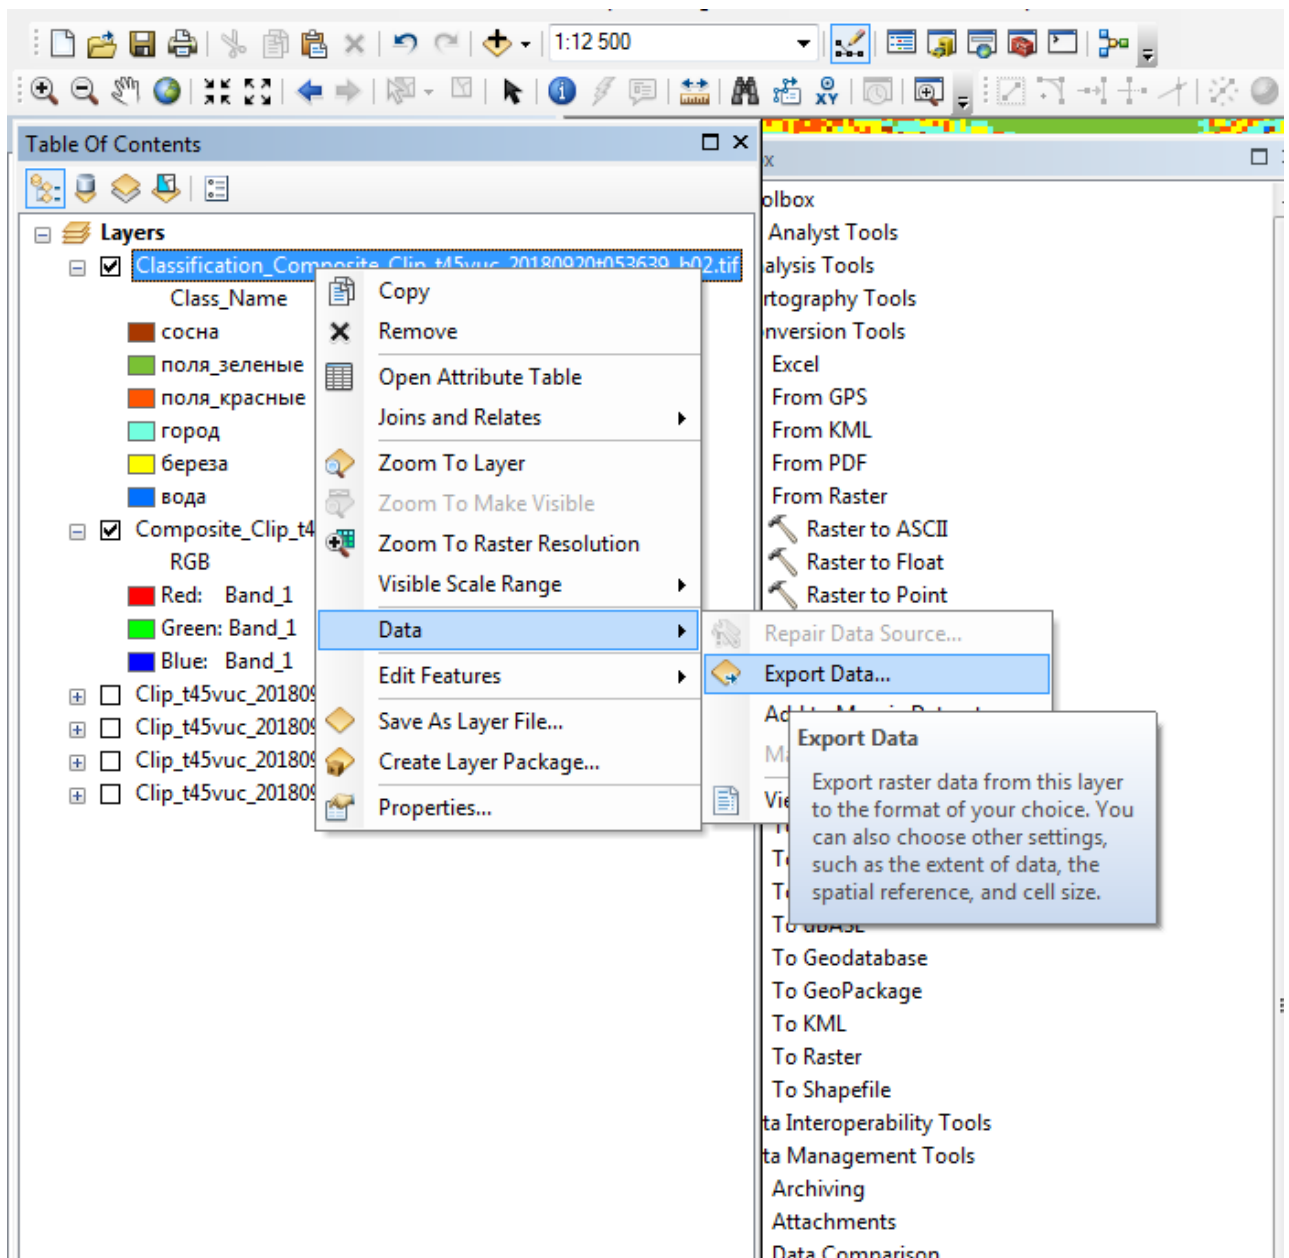 1:12 500
Table Of Contents
Layers
Classification_Composite_Clip_t45vuc_20180920t053639_b02.tif
Class_Name
сосна
поля_зеленые
поля_красные
город
береза
вода
Composite_Clip_t4
RGB
Red: Band_1
Green: Band_1
Blue: Band_1
Clip_t45vuc_201809
Clip_t45vuc_201809
Clip_t45vuc_201809
Clip_t45vuc_201809
Copy
Remove
Open Attribute Table
Joins and Relates
Zoom To Layer
Zoom To Make Visible
Zoom To Raster Resolution
Visible Scale Range
Data
Edit Features
Save As Layer File...
Create Layer Package...
Properties...
Repair Data Source...
Export Data...
Export Data
Export raster data from this layer
to the format of your choice. You
can also choose other settings,
such as the extent of data, the
spatial reference, and cell size.
x
olbox
Analyst Tools
alysis Tools
rtography Tools
nversion Tools
Excel
From GPS
From KML
From PDF
From Raster
Raster to ASCII
Raster to Float
Raster to Point
To dBASE
To Geodatabase
To GeoPackage
To KML
To Raster
To Shapefile
ta Interoperability Tools
ta Management Tools
Archiving
Attachments
Data Comparison